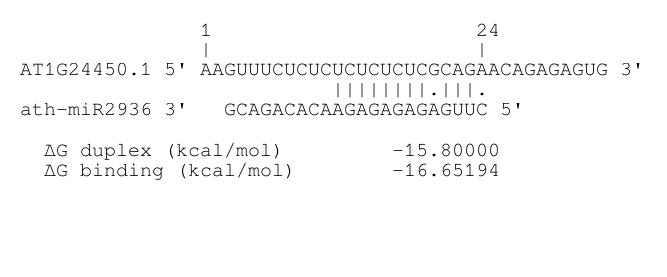 1 24
| |
AT1G24450.1 5' AAGUUUCUCUCUCUCUCUCGCAGAACAGAGAGUG 3'
||||||||.|||.
ath-miR2936 3' GCAGACACAAGAGAGAGAGUUC 5'
ΔG duplex (kcal/mol) -15.80000
ΔG binding (kcal/mol) -16.65194